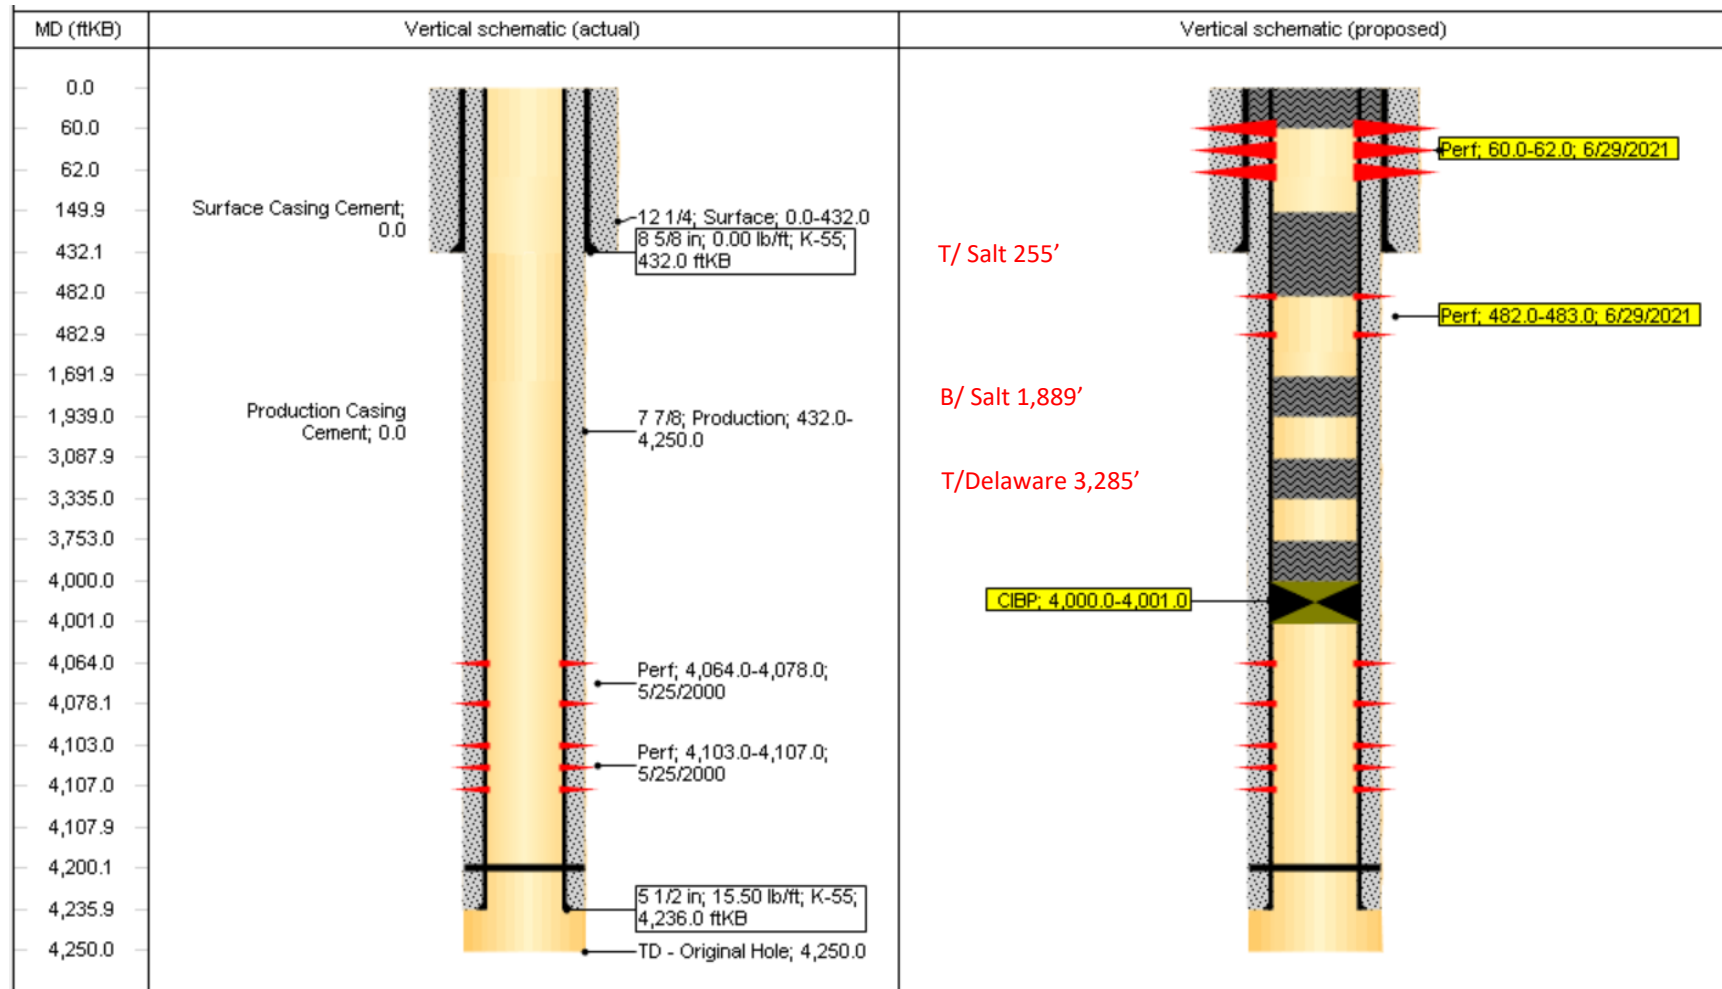 MD (ftKB)
Vertical schematic (actual)
Vertical schematic (proposed)
0.0
60.0
62.0
149.9
432.1
482.0
482.9
1,691.9
1,939.0
3,087.9
3,335.0
3,753.0
4,000.0
4,001.0
4,064.0
4,078.1
4,103.0
4,107.0
4,107.9
4,200.1
4,235.9
4,250.0
Surface Casing Cement;
0.0
12 1/4; Surface; 0.0-432.0
8 5/8 in; 0.00 lb/ft; K-55;
432.0 ftKB
Production Casing
Cement; 0.0
7 7/8; Production; 432.0-
4,250.0
Perf; 4,064.0-4,078.0;
5/25/2000
Perf; 4,103.0-4,107.0;
5/25/2000
5 1/2 in; 15.50 lb/ft; K-55;
4,236.0 ftKB
TD - Original Hole; 4,250.0
Perf; 60.0-62.0; 6/29/2021
T/ Salt 255’
Perf; 482.0-483.0; 6/29/2021
B/ Salt 1,889’
T/Delaware 3,285’
CIBP; 4,000.0-4,001.0